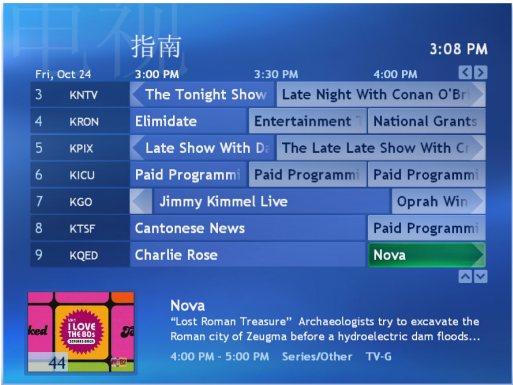 电视
指南
3:08 PM
Fri, Oct 24 3:00 PM 3:30 PM 4:00 PM
3 KNTV The Tonight Show Late Night With Conan O'Bri
4 KRON Elimidate Entertainment T National Grants
5 KPIX Late Show With Da The Late Late Show With Cr
6 KICU Paid Programmi Paid Programmi Paid Programmi
7 KGO Jimmy Kimmel Live Oprah Win
8 KTSF Cantonese News Paid Programmi
9 KQED Charlie Rose Nova
Nova
"Lost Roman Treasure" Archaeologists try to excavate the
Roman city of Zeugma before a hydroelectric dam floods...
4:00 PM - 5:00 PM Series/Other TV-G
ked
I LOVE
THE 80s
STRIKES BACK
44